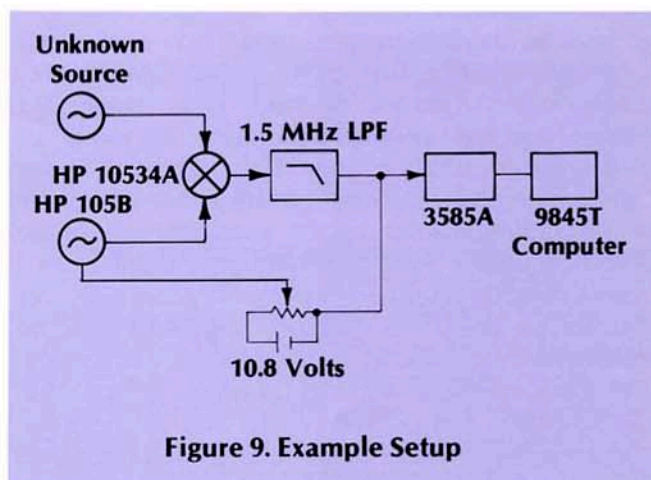 Unknown
Source
1.5 MHz LPF
HP 10534A
HP 105B
3585A
9845T
Computer
10.8 Volts
Figure 9. Example Setup